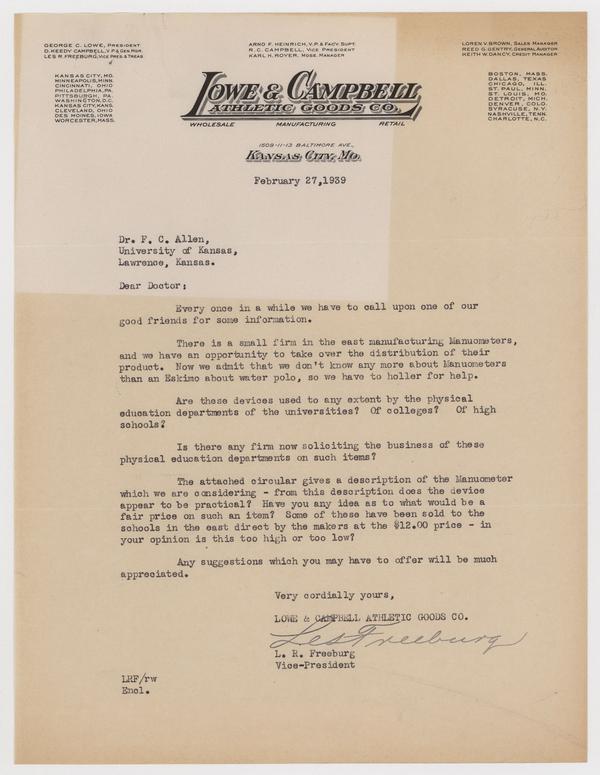 GEORGE C. LOWE, PRESIDENT
D. KEEDY CAMPBELL, V.P. & GEN. MGR.
LES R. FREEBURG, VICE PRES. & TREAS.
KANSAS CITY, MO.
MINNEAPOLIS, MINN.
CINCINNATI, OHIO
PHILADELPHIA, PA.
PITTSBURGH, PA.
WASHINGTON, D.C.
KANSAS CITY, KANS.
CLEVELAND, OHIO
DES MOINES, IOWA
WORCESTER, MASS.
ARNO F. HEINRICH, V.P. & FACY. SUPT.
R. C. CAMPBELL, VICE PRESIDENT
KARL H. ROYER, MDSE. MANAGER
LOREN V. BROWN, SALES MANAGER
REED G. GENTRY, GENERAL AUDITOR
KEITH W. DANCY, CREDIT MANAGER
BOSTON, MASS.
DALLAS, TEXAS
CHICAGO, ILL.
ST. PAUL, MINN.
ST. LOUIS, MO.
DETROIT, MICH.
DENVER, COLO.
SYRACUSE, N.Y.
NASHVILLE, TENN.
CHARLOTTE, N.C.
LOWE & CAMPBELL
ATHLETIC GOODS CO.
WHOLESALE MANUFACTURING RETAIL
1509-11-13 BALTIMORE AVE.,
KANSAS CITY, MO.
February 27,1939
Dr. F. C. Allen,
University of Kansas,
Lawrence, Kansas.
Dear Doctor;
Every once in a while we have to call upon one of our
good friends for some information.
There is a small firm in the east manufacturing Manuometers,
and we have an opportunity to take over the distribution of their
product. Now we admit that we don't know any more about Manuometers
than an Eskimo about water polo, so we have to holler for help.
Are these devices used to any extent by the physical
education departments of the universities? Of colleges? Of high
schools?
Is there any firm now soliciting the business of these
physical education departments on such items?
The attached circular gives a description of the Manuometer
which we are considering - from this description does the device
appear to be practical? Have you any idea as to what would be a
fair price on such an item? Some of these have been sold to the
schools in the east direct by the makers at the $12.00 price - in
your opinion is this too high or too low?
Any suggestions which you may have to offer will be much
appreciated.
Very cordially yours,
LOWE & CAMPBELL ATHLETIC GOODS CO.
Les Freeburg
L. R. Freeburg
Vice-President
LRF/rw
Encl.